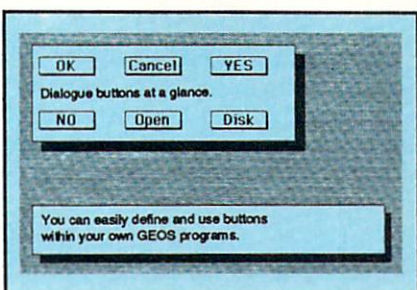 OK Cancel YES
Dialogue buttons at a glance.
NO Open Disk
You can easily define and use buttons
within your own GEOS programs.